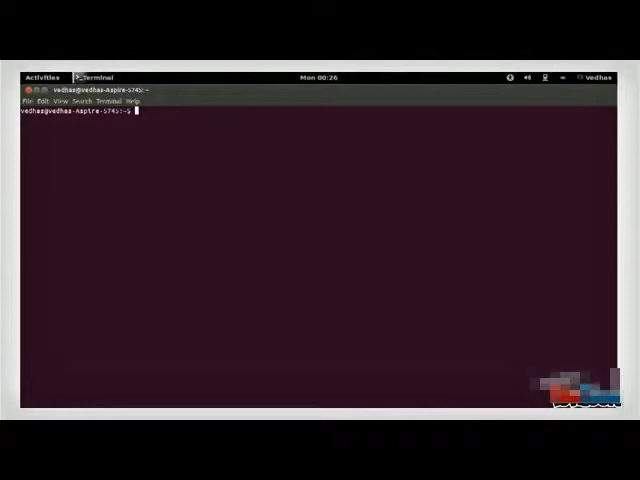 Activities Terminal Mon 00:26 Vedhas
vedhas@vedhas-Aspire-5745: ~
File Edit View Search Terminal Help
vedhas@vedhas-Aspire-5745:~$